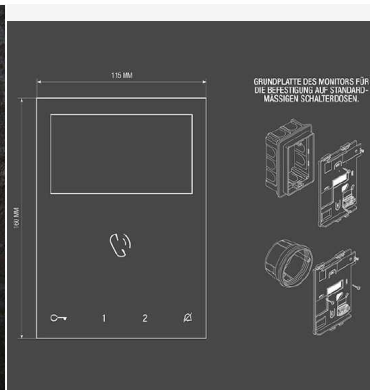 115 MM
GRUNDPLATTE DES MONITORS FÜR
DIE BEFESTIGUNG AUF STANDARD-
MÄSSIGEN SCHALTERDOSEN.
160 MM
1
2